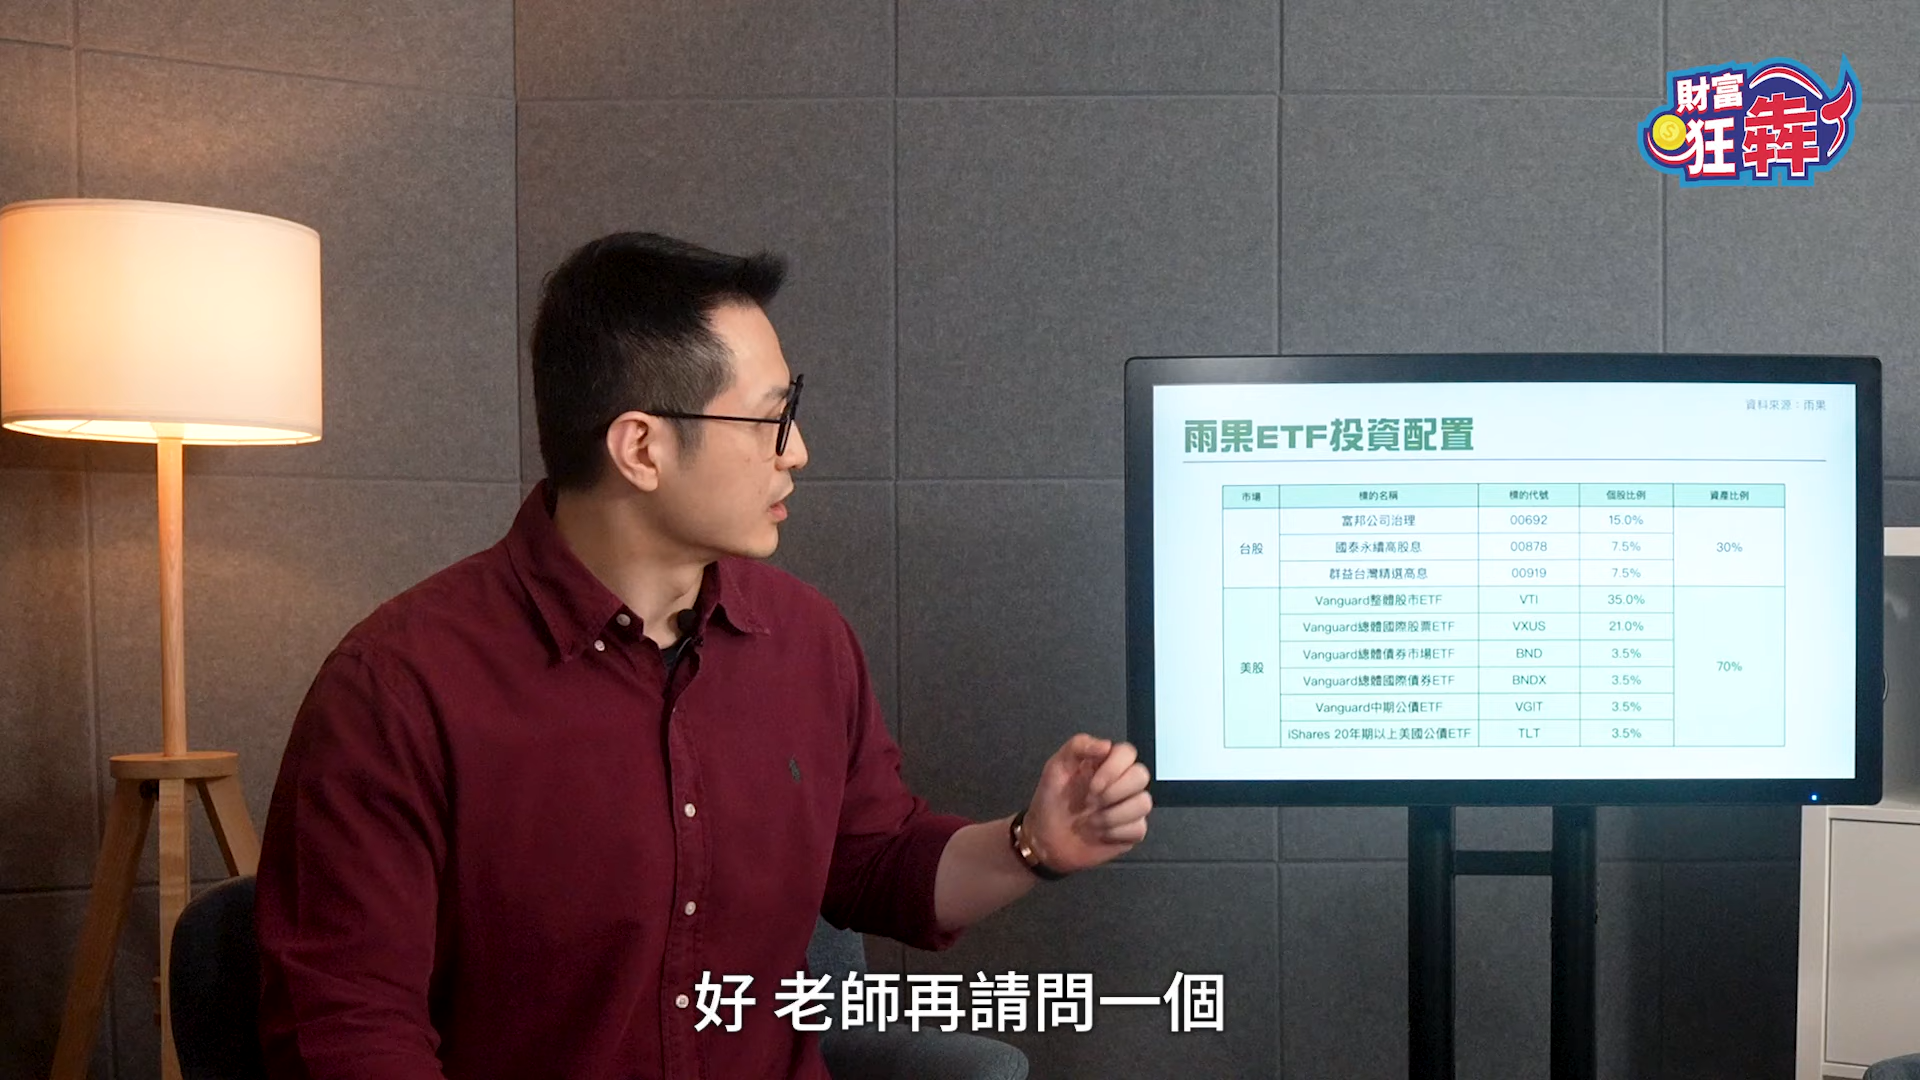 財富
狂犇
資料來源：雨果
雨果ETF投資配置
市場 標的名稱 標的代號 個股比例 資產比例
台股 富邦公司治理 00692 15.0% 30%
國泰永續高股息 00878 7.5%
群益台灣精選高息 00919 7.5%
美股 Vanguard整體股市ETF VTI 35.0% 70%
Vanguard總體國際股票ETF VXUS 21.0%
Vanguard總體債券市場ETF BND 3.5%
Vanguard總體國際債券ETF BNDX 3.5%
Vanguard中期公債ETF VGIT 3.5%
iShares 20年期以上美國公債ETF TLT 3.5%
好 老師再請問一個